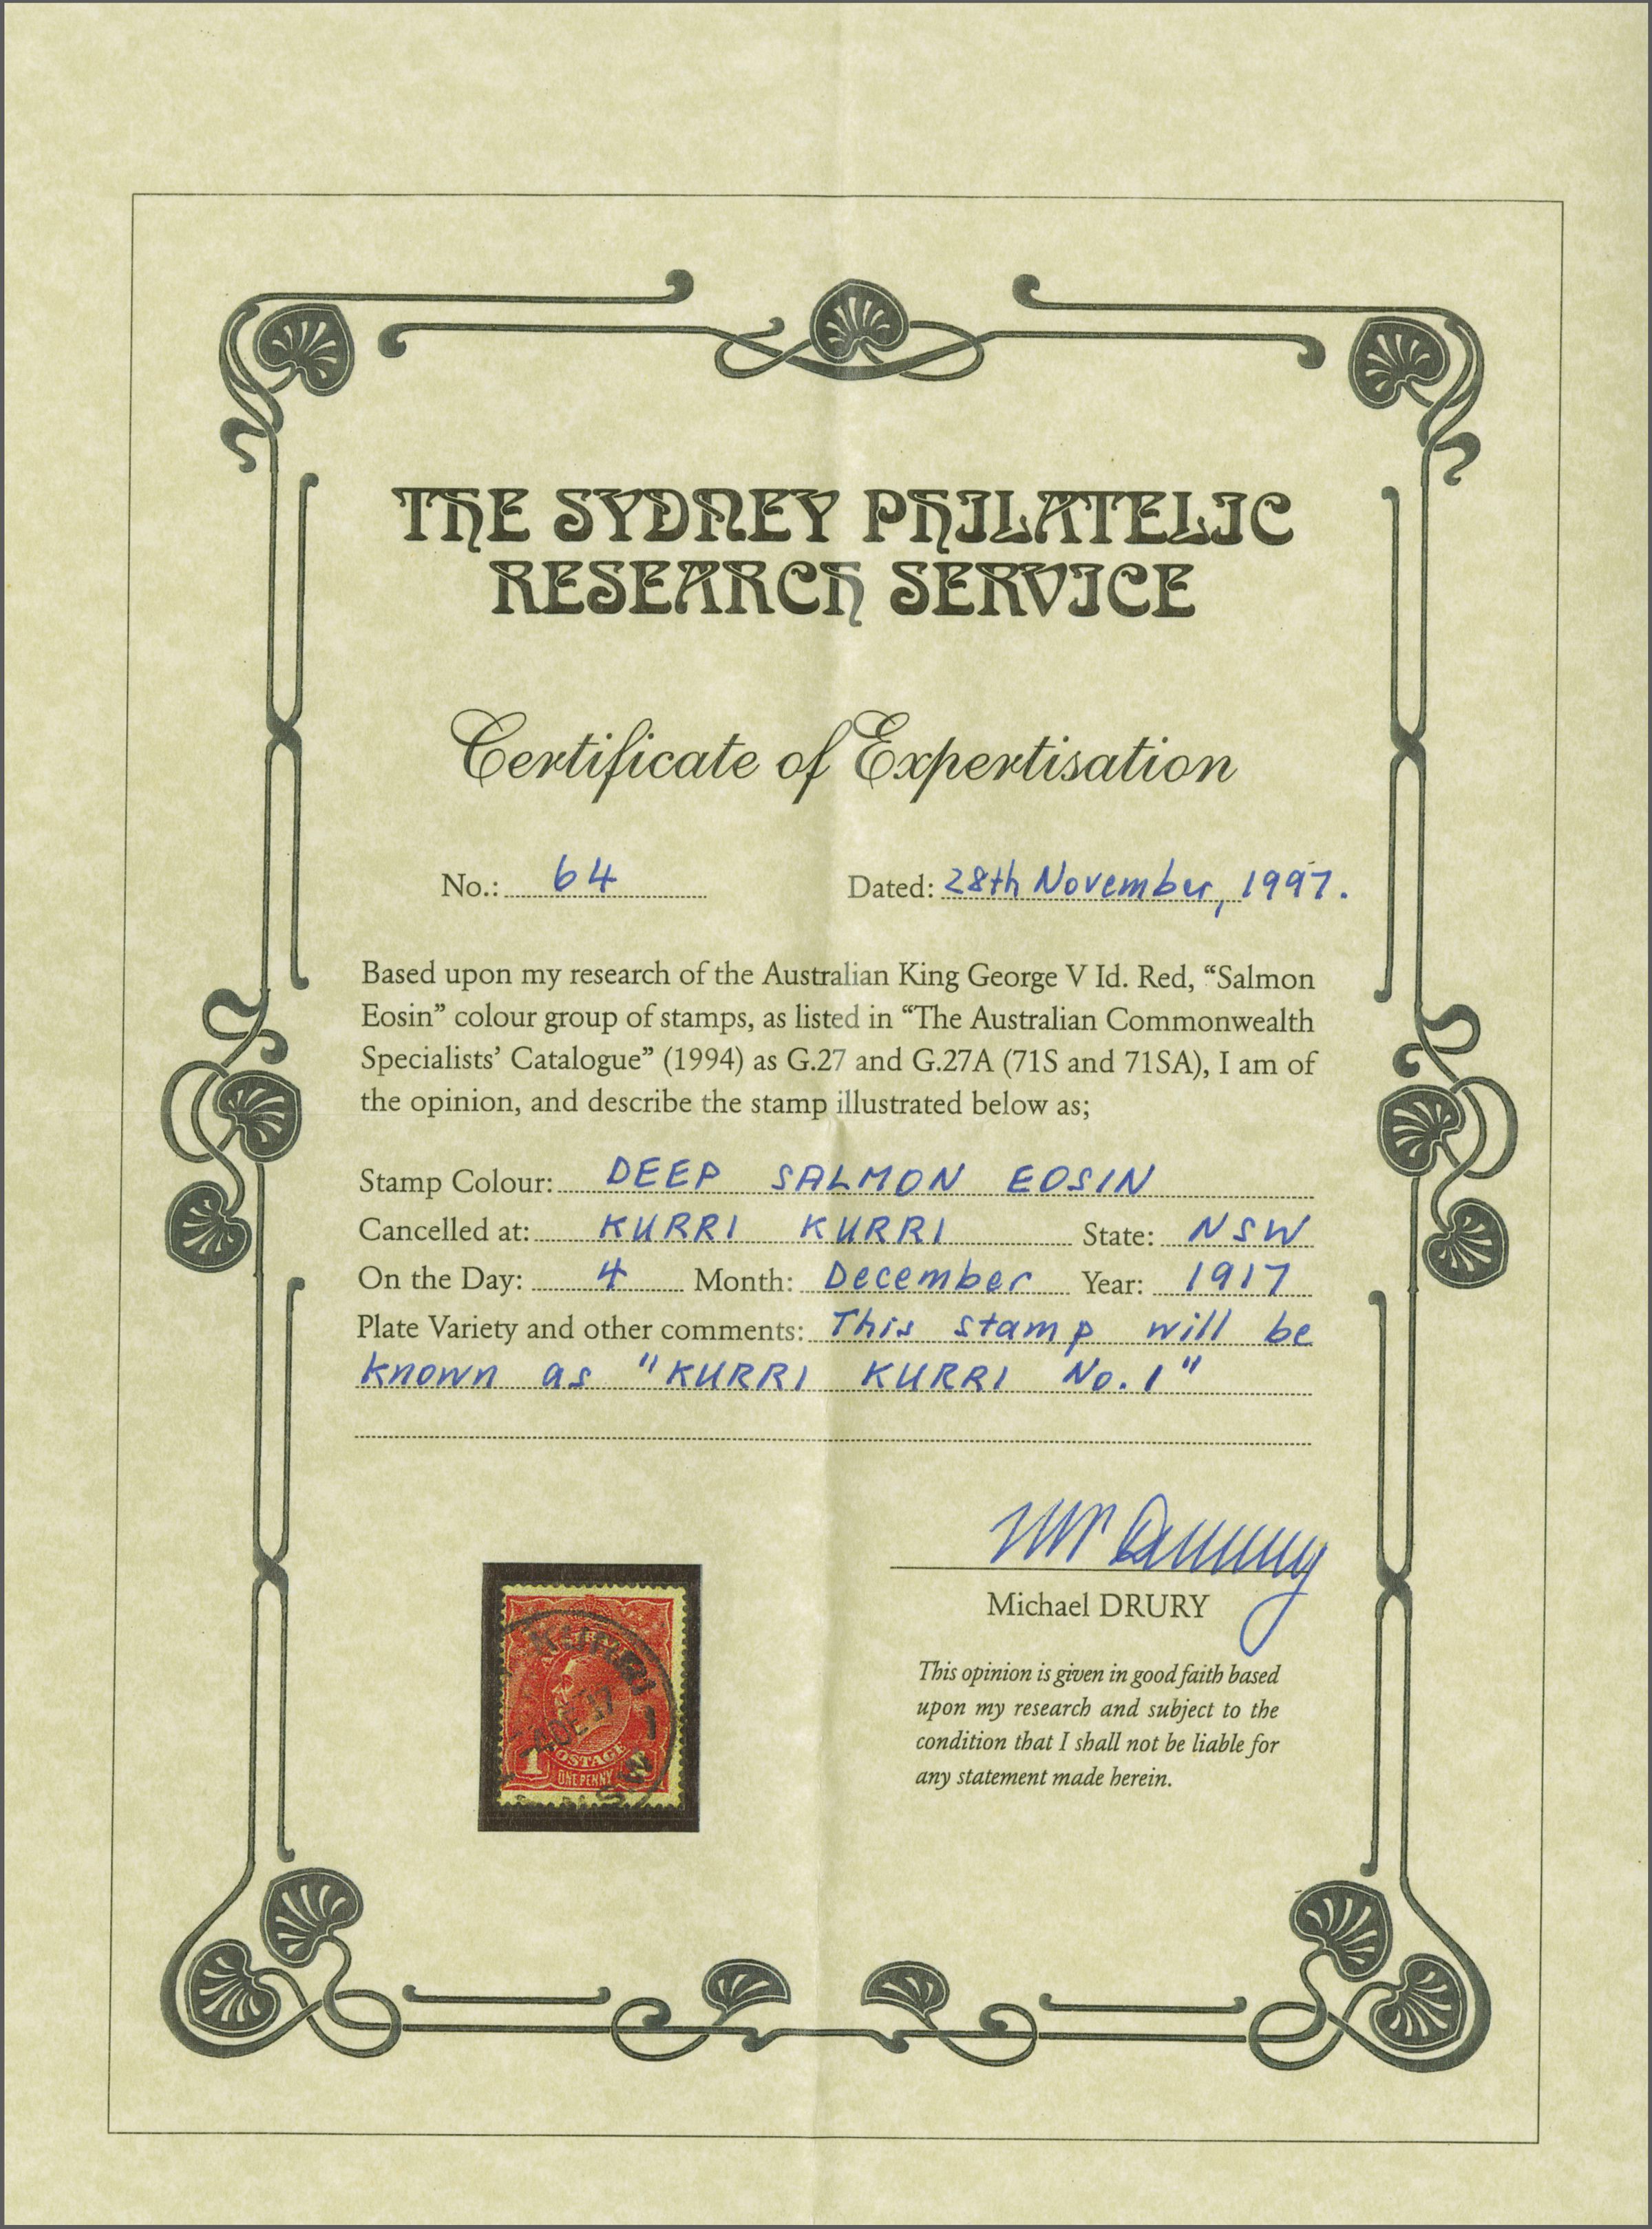 THE SYDNEY PHILATELIC
RESEARCH SERVICE
Certificate of Expertisation
No.: 64 Dated: 28th November, 1997.
Based upon my research of the Australian King George V Id. Red, “Salmon
Eosin” colour group of stamps, as listed in “The Australian Commonwealth
Specialists’ Catalogue” (1994) as G.27 and G.27A (71S and 71SA), I am of
the opinion, and describe the stamp illustrated below as;
Stamp Colour: DEEP SALMON EOSIN
Cancelled at: KURRI KURRI State: NSW
On the Day: 4 Month: December Year: 1917
Plate Variety and other comments: This stamp will be
known as "KURRI KURRI No. 1"
Michael DRURY
This opinion is given in good faith based
upon my research and subject to the
condition that I shall not be liable for
any statement made herein.
KURRI
4 DE 17
1
POSTAGE
ONE PENNY